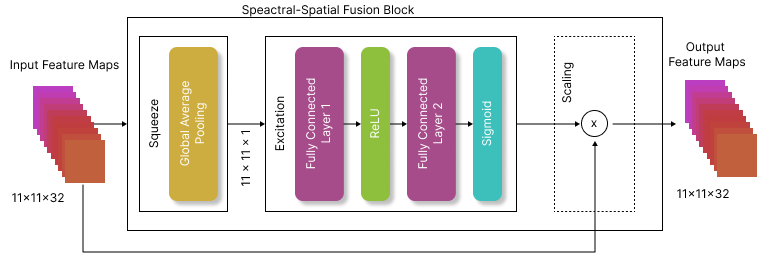 Speactral-Spatial Fusion Block
Input Feature Maps
11×11×32
Squeeze
Global Average
Pooling
11 × 11 × 1
Excitation
Fully Connected
Layer 1
ReLU
Fully Connected
Layer 2
Sigmoid
Scaling
x
Output
Feature Maps
11×11×32